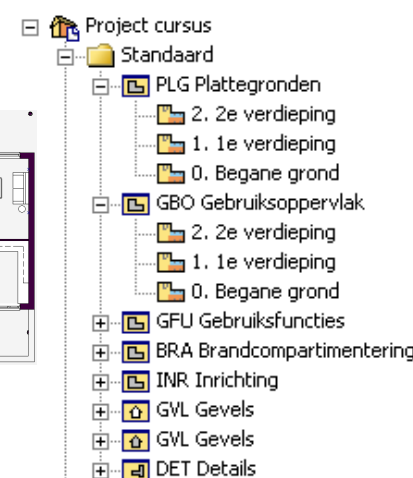 Project cursus
Standaard
PLG Plattegronden
2. 2e verdieping
1. 1e verdieping
0. Begane grond
GBO Gebruiksoppervlak
2. 2e verdieping
1. 1e verdieping
0. Begane grond
GFU Gebruiksfuncties
BRA Brandcompartimentering
INR Inrichting
GVL Gevels
GVL Gevels
DET Details